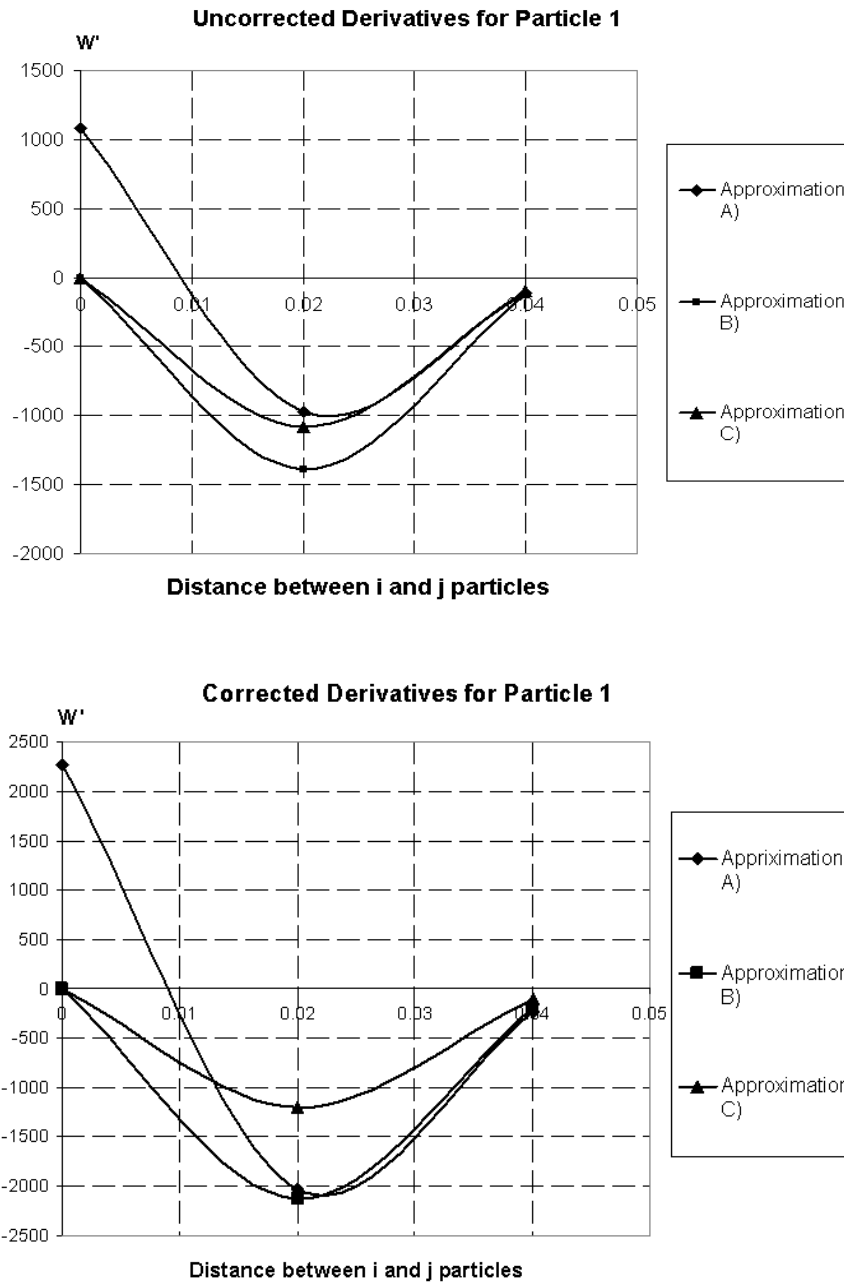 Uncorrected Derivatives for Particle 1
W'
1500
1000
500
0
-500
-1000
-1500
-2000
0
0.01
0.02
0.03
0.04
0.05
Distance between i and j particles
Approximation
A)
Approximation
B)
Approximation
C)
Corrected Derivatives for Particle 1
W'
2500
2000
1500
1000
500
0
-500
-1000
-1500
-2000
-2500
0
0.01
0.02
0.03
0.04
0.05
Distance between i and j particles
Appriximation
A)
Approximation
B)
Approximation
C)